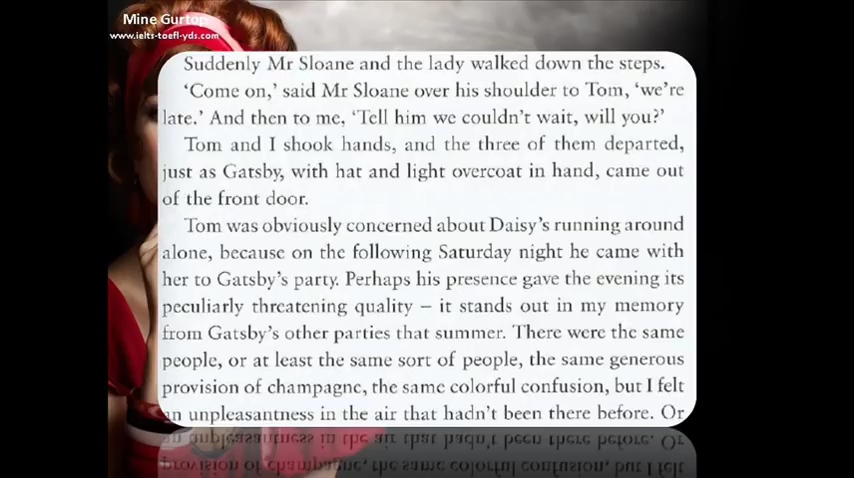 Mine Gurtop
www.ielts-toefl-yds.com
Suddenly Mr Sloane and the lady walked down the steps.
‘Come on,’ said Mr Sloane over his shoulder to Tom, ‘we’re
late.’ And then to me, ‘Tell him we couldn’t wait, will you?’
Tom and I shook hands, and the three of them departed,
just as Gatsby, with hat and light overcoat in hand, came out
of the front door.
Tom was obviously concerned about Daisy’s running around
alone, because on the following Saturday night he came with
her to Gatsby’s party. Perhaps his presence gave the evening its
peculiarly threatening quality – it stands out in my memory
from Gatsby’s other parties that summer. There were the same
people, or at least the same sort of people, the same generous
provision of champagne, the same colorful confusion, but I felt
an unpleasantness in the air that hadn’t been there before. Or